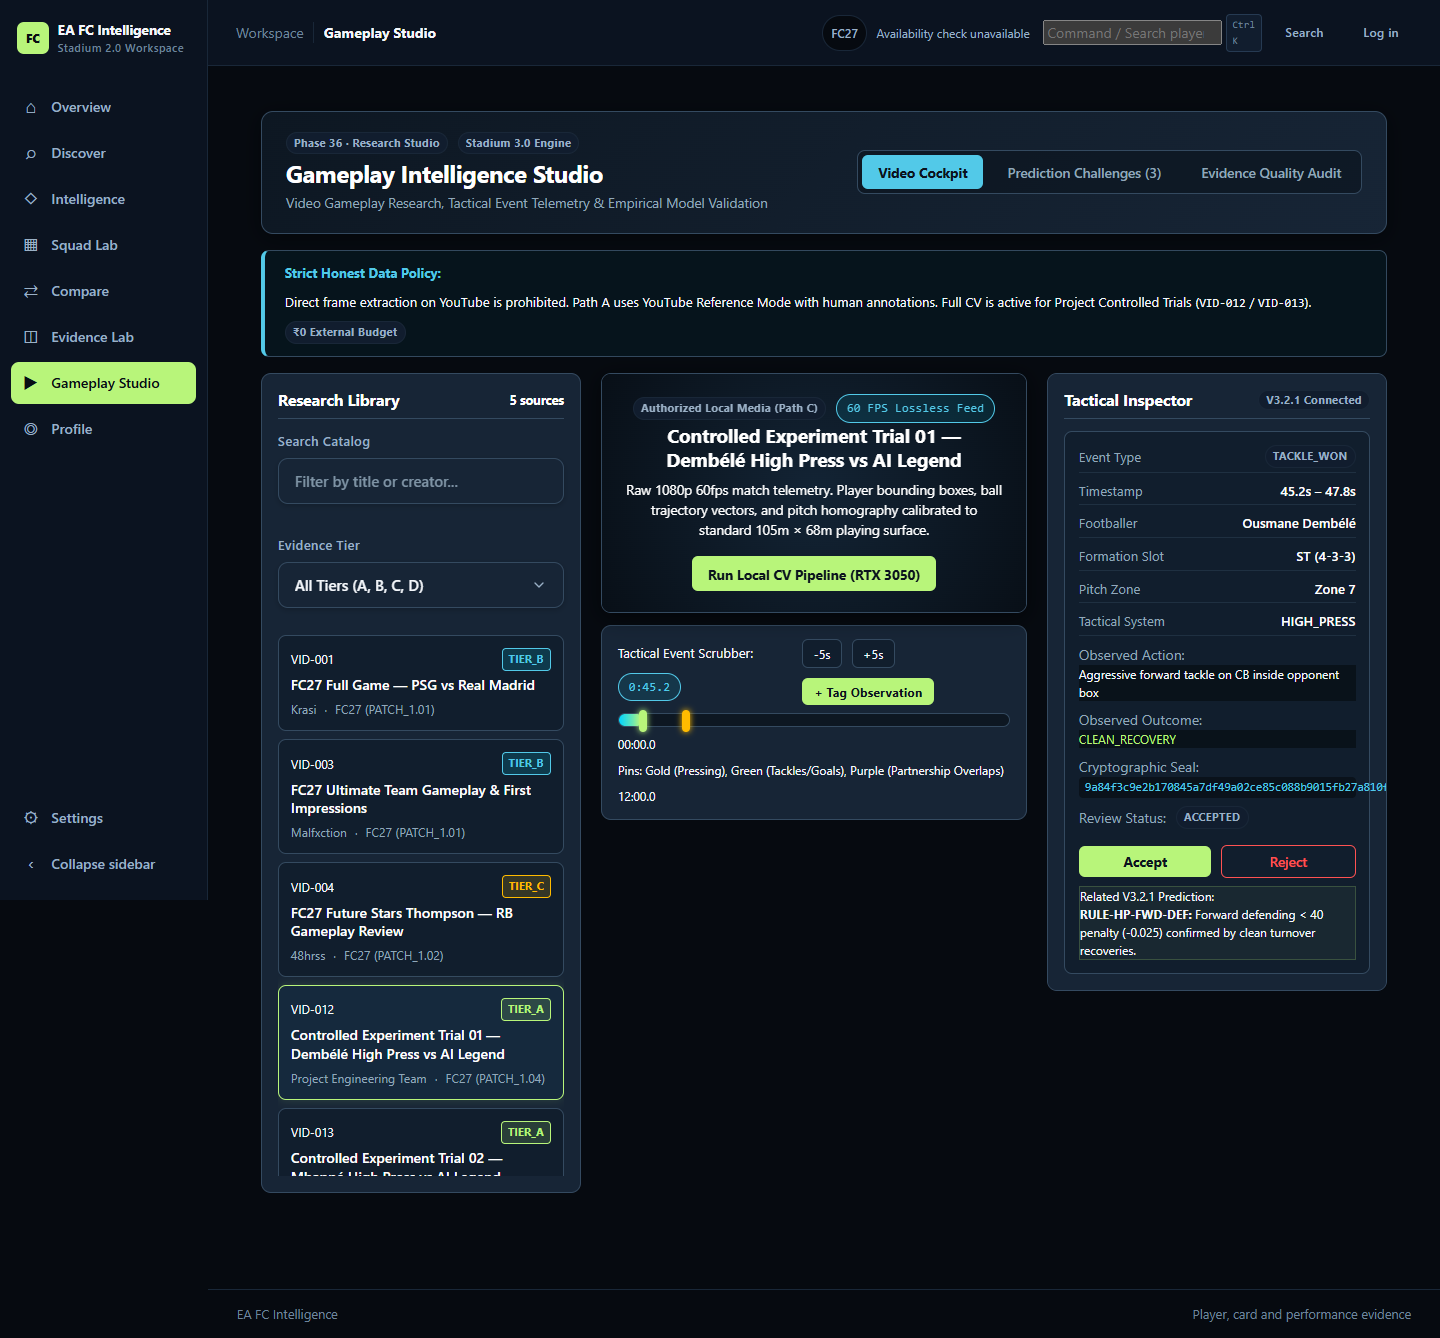 FC
EA FC Intelligence
Stadium 2.0 Workspace
Overview
Discover
Intelligence
Squad Lab
Compare
Evidence Lab
Gameplay Studio
Profile
Settings
Collapse sidebar
Workspace
Gameplay Studio
FC27
Availability check unavailable
Command / Search playe
Ctrl
K
Search
Log in
Phase 36 · Research Studio
Stadium 3.0 Engine
Gameplay Intelligence Studio
Video Gameplay Research, Tactical Event Telemetry & Empirical Model Validation
Video Cockpit
Prediction Challenges (3)
Evidence Quality Audit
Strict Honest Data Policy:
Direct frame extraction on YouTube is prohibited. Path A uses YouTube Reference Mode with human annotations. Full CV is active for Project Controlled Trials (VID-012 / VID-013).
₹0 External Budget
Research Library
5 sources
Search Catalog
Filter by title or creator...
Evidence Tier
All Tiers (A, B, C, D)
VID-001
TIER_B
FC27 Full Game — PSG vs Real Madrid
Krasi · FC27 (PATCH_1.01)
VID-003
TIER_B
FC27 Ultimate Team Gameplay & First
Impressions
Malfxction · FC27 (PATCH_1.01)
VID-004
TIER_C
FC27 Future Stars Thompson — RB
Gameplay Review
48hrss · FC27 (PATCH_1.02)
VID-012
TIER_A
Controlled Experiment Trial 01 —
Dembélé High Press vs AI Legend
Project Engineering Team · FC27 (PATCH_1.04)
VID-013
TIER_A
Controlled Experiment Trial 02 —
Mbappé High Press vs AI Legend
Authorized Local Media (Path C)
60 FPS Lossless Feed
Controlled Experiment Trial 01 —
Dembélé High Press vs AI Legend
Raw 1080p 60fps match telemetry. Player bounding boxes, ball
trajectory vectors, and pitch homography calibrated to
standard 105m × 68m playing surface.
Run Local CV Pipeline (RTX 3050)
Tactical Event Scrubber:
-5s
+5s
0:45.2
+ Tag Observation
00:00.0
Pins: Gold (Pressing), Green (Tackles/Goals), Purple (Partnership Overlaps)
12:00.0
Tactical Inspector
V3.2.1 Connected
Event Type
TACKLE_WON
Timestamp
45.2s – 47.8s
Footballer
Ousmane Dembélé
Formation Slot
ST (4-3-3)
Pitch Zone
Zone 7
Tactical System
HIGH_PRESS
Observed Action:
Aggressive forward tackle on CB inside opponent
box
Observed Outcome:
CLEAN_RECOVERY
Cryptographic Seal:
9a84f3c9e2b170845a7df49a02ce85c088b9015fb27a810
Review Status:
ACCEPTED
Accept
Reject
Related V3.2.1 Prediction:
RULE-HP-FWD-DEF: Forward defending < 40
penalty (-0.025) confirmed by clean turnover
recoveries.
EA FC Intelligence
Player, card and performance evidence